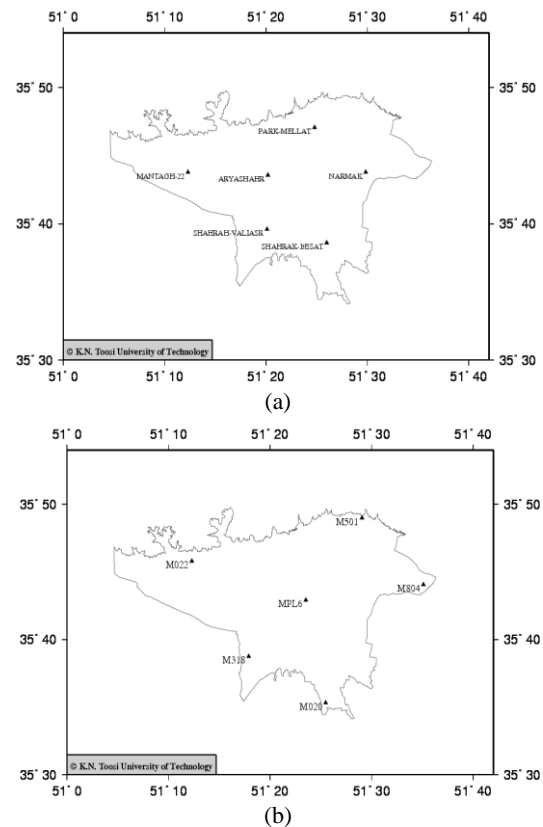 51° 0 51° 10 51° 20 51° 30 51° 40
35° 50 35° 50
PARK-MELLAT
MANTAGH-22 ARYASHAHR NARMAK
35° 40 35° 40
SHAHRAH-VALIASR
SHAHRAK-BESAT
© K.N. Toosi University of Technology
35° 30 35° 30
51° 0 51° 10 51° 20 51° 30 51° 40
(a)
51° 0 51° 10 51° 20 51° 30 51° 40
35° 50 35° 50
M501
M022
M804
MPL6
35° 40 35° 40
M318
M020
© K.N. Toosi University of Technology
35° 30 35° 30
51° 0 51° 10 51° 20 51° 30 51° 40
(b)